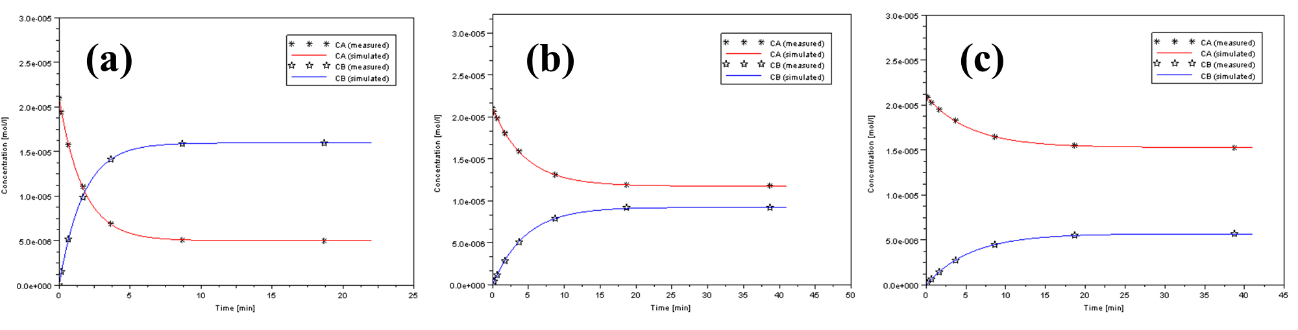 (a)
3.0e-005
2.5e-005
2.0e-005
1.5e-005
1.0e-005
5.0e-006
0.0e+000
Concentration [mol/l]
0 5 10 15 20 25
Time [min]
CA (measured)
CA (simulated)
CB (measured)
CB (simulated)
(b)
3.0e-005
2.5e-005
2.0e-005
1.5e-005
1.0e-005
5.0e-006
0.0e+000
Concentration [mol/l]
0 5 10 15 20 25 30 35 40 45 50
Time [min]
CA (measured)
CA (simulated)
CB (measured)
CB (simulated)
(c)
3.0e-005
2.5e-005
2.0e-005
1.5e-005
1.0e-005
5.0e-006
0.0e+000
Concentration [mol/l]
0 5 10 15 20 25 30 35 40 45
Time [min]
CA (measured)
CA (simulated)
CB (measured)
CB (simulated)